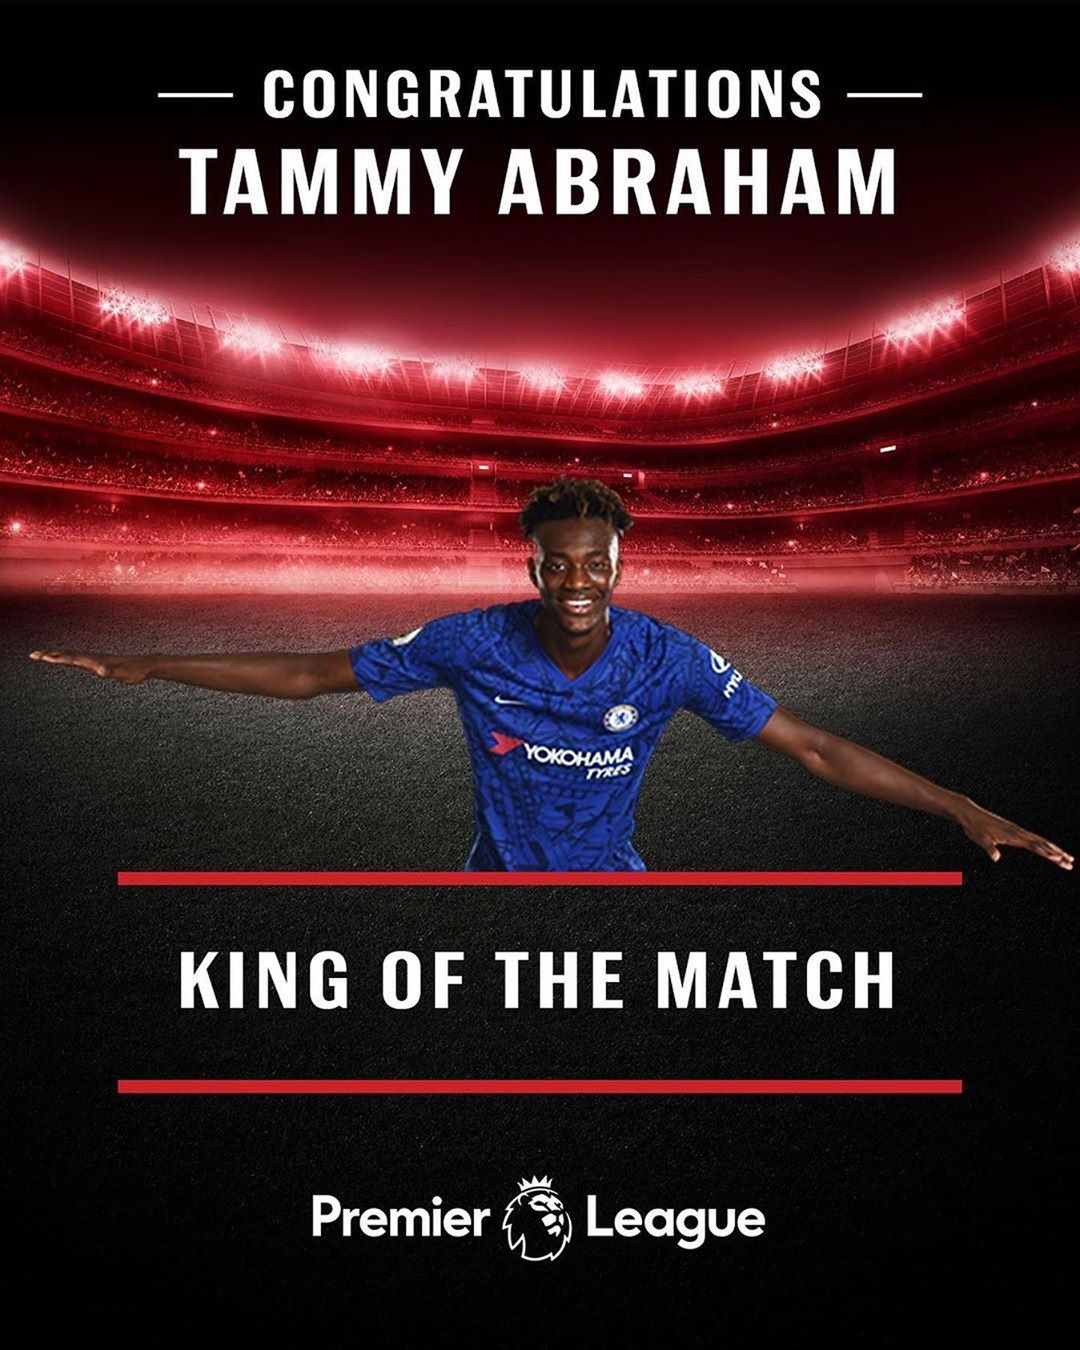 CONGRATULATIONS
TAMMY ABRAHAM
YOKOHAMA
TYRES
KING OF THE MATCH
Premier League